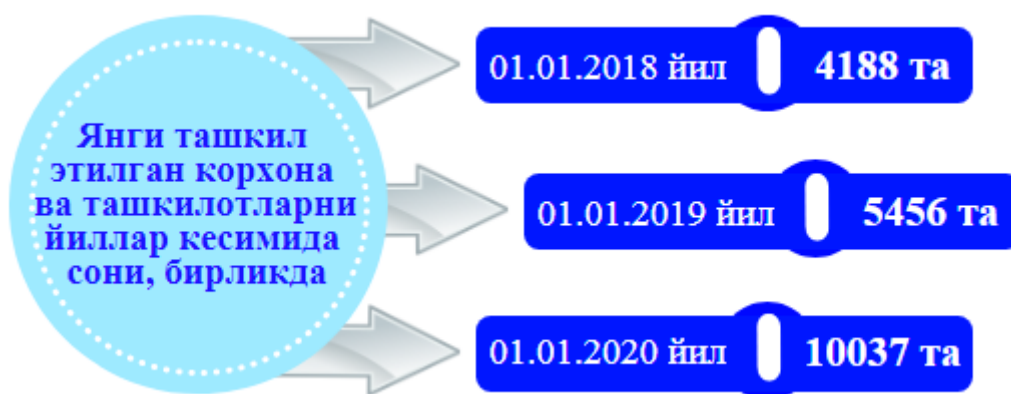 Янги ташкил
этилган корхона
ва ташкилотларни
йиллар кесимида
сони, бирликда
01.01.2018 йил 4188 та
01.01.2019 йил 5456 та
01.01.2020 йил 10037 та